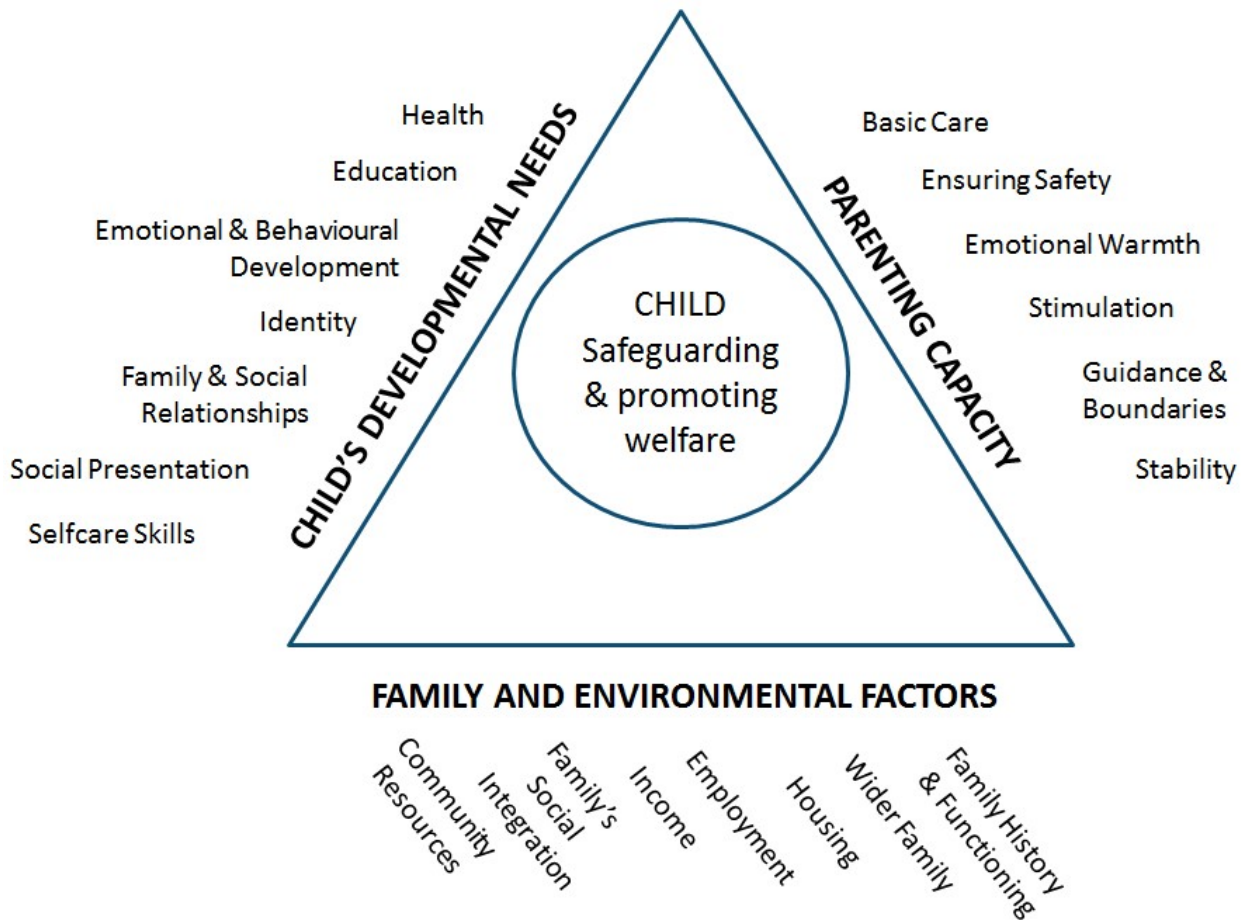 Health
Education
Emotional & Behavioural
Development
Identity
Family & Social
Relationships
Social Presentation
Selfcare Skills
CHILD'S DEVELOPMENTAL NEEDS
CHILD
Safeguarding
& promoting
welfare
PARENTING CAPACITY
Basic Care
Ensuring Safety
Emotional Warmth
Stimulation
Guidance &
Boundaries
Stability
FAMILY AND ENVIRONMENTAL FACTORS
Community
Resources
Family's
Social
Integration
Income
Employment
Housing
Wider Family
Family History
& Functioning